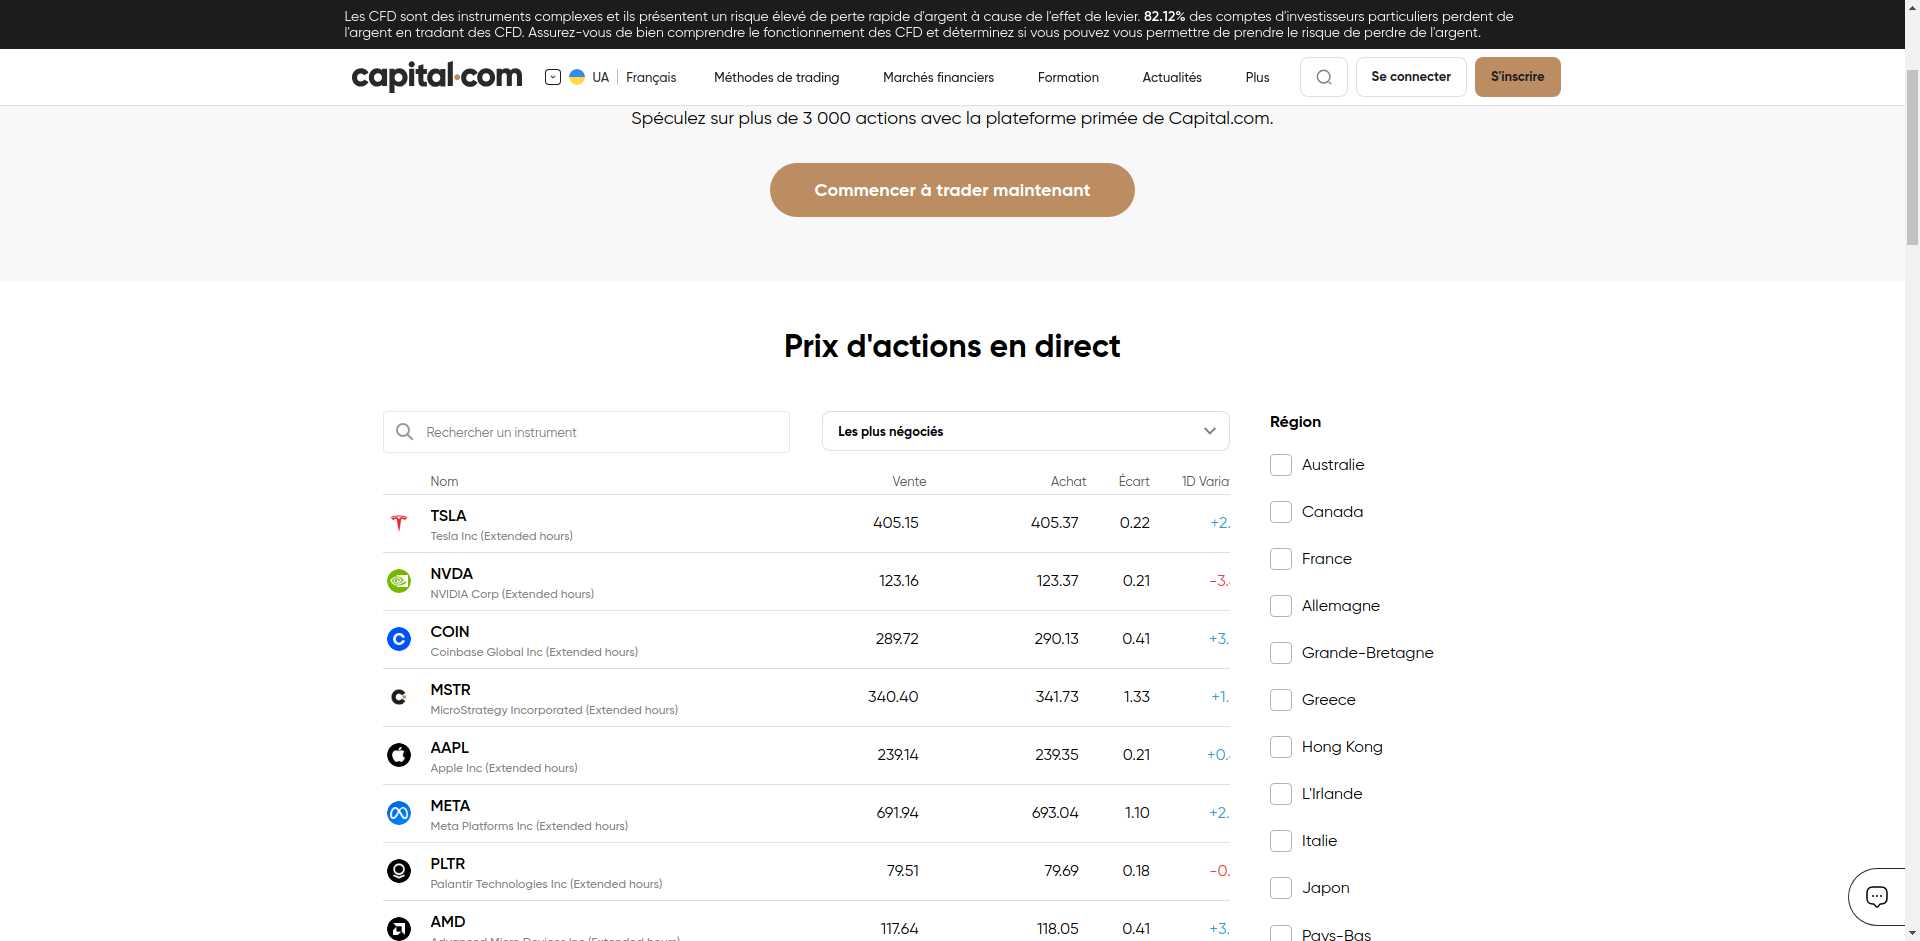 Les CFD sont des instruments complexes et ils présentent un risque élevé de perte rapide d'argent à cause de l'effet de levier. 82.12% des comptes d'investisseurs particuliers perdent de
l'argent en tradant des CFD. Assurez-vous de bien comprendre le fonctionnement des CFD et déterminez si vous pouvez vous permettre de prendre le risque de perdre de l'argent.
capital.com UA Français Méthodes de trading Marchés financiers Formation Actualités Plus Se connecter S'inscrire
Spéculez sur plus de 3 000 actions avec la plateforme primée de Capital.com.
Commencer à trader maintenant
Prix d'actions en direct
Rechercher un instrument Les plus négociés
Nom Vente Achat Écart 1D Varia
TSLA 405.15 405.37 0.22 +2.
Tesla Inc (Extended hours)
NVDA 123.16 123.37 0.21 -3.
NVIDIA Corp (Extended hours)
COIN 289.72 290.13 0.41 +3.
Coinbase Global Inc (Extended hours)
MSTR 340.40 341.73 1.33 +1.
MicroStrategy Incorporated (Extended hours)
AAPL 239.14 239.35 0.21 +0.
Apple Inc (Extended hours)
META 691.94 693.04 1.10 +2.
Meta Platforms Inc (Extended hours)
PLTR 79.51 79.69 0.18 -0.
Palantir Technologies Inc (Extended hours)
AMD 117.64 118.05 0.41 +3.
Advanced Micro Devices Inc (Extended hours)
Région
Australie
Canada
France
Allemagne
Grande-Bretagne
Greece
Hong Kong
L'Irlande
Italie
Japon
Pays-Bas